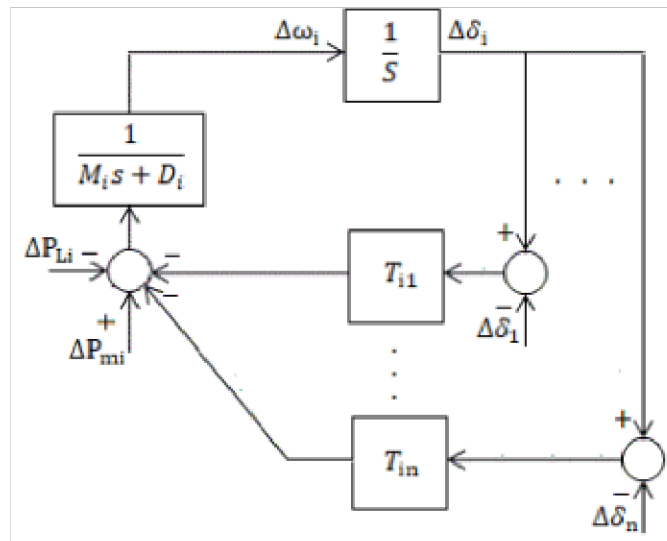 Δω_i
1/S
Δδ_i
1/(M_i s + D_i)
. . .
ΔP_Li −
−
+
T_i1
−
−
+
Δδ_1
ΔP_mi
.
.
.
+
T_in
−
Δδ_n